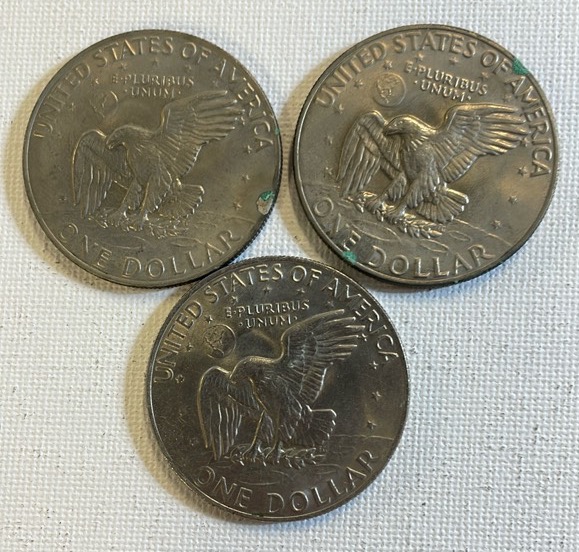 UNITED STATES OF AMERICA
E·PLURIBUS
·UNUM·
ONE DOLLAR
UNITED STATES OF AMERICA
E·PLURIBUS
·UNUM·
ONE DOLLAR
UNITED STATES OF AMERICA
E·PLURIBUS
·UNUM·
ONE DOLLAR